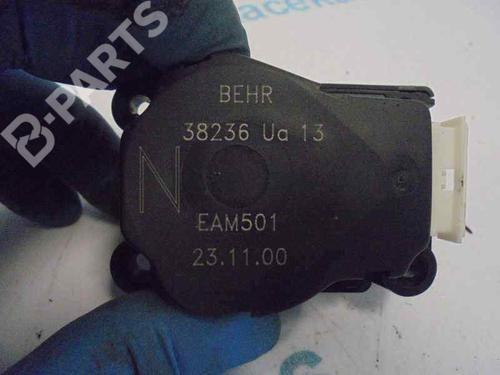 BEHR
38236 Ua 13
N
EAM501
23.11.00
B-PARTS